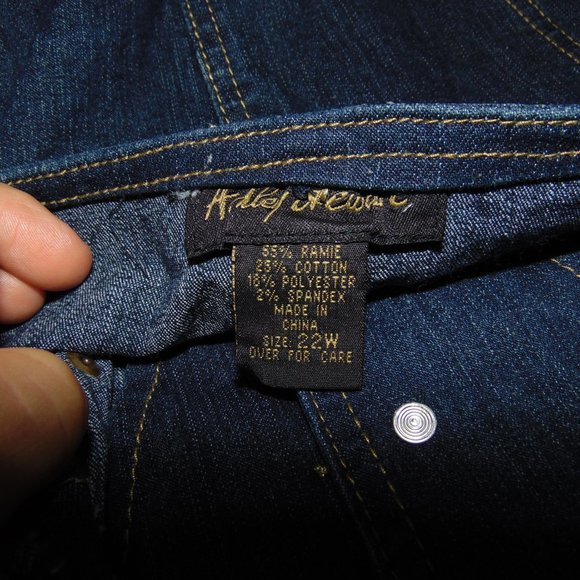 55% RAMIE
25% COTTON
18% POLYESTER
2% SPANDEX
MADE IN
CHINA
SIZE: 22W
OVER FOR CARE